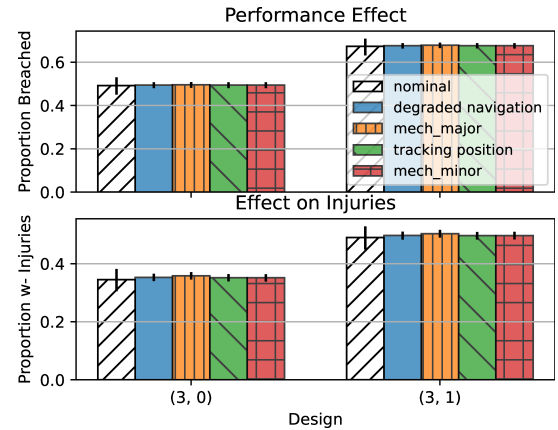 Performance Effect
Proportion Breached
0.6
0.4
0.2
0.0
nominal
degraded navigation
mech_major
tracking position
mech_minor
Effect on Injuries
Proportion w- Injuries
0.4
0.2
0.0
(3, 0)
(3, 1)
Design